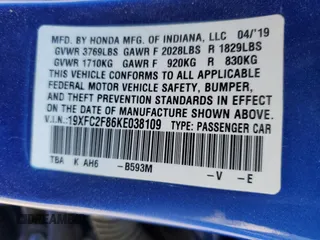 MFD. BY HONDA MFG. OF INDIANA, LLC 04/'19
GVWR 3769LBS GAWR F 2028LBS R 1829LBS
GVWR 1710KG GAWR F 920KG R 830KG
THIS VEHICLE CONFORMS TO ALL APPLICABLE
FEDERAL MOTOR VEHICLE SAFETY, BUMPER,
AND THEFT PREVENTION STANDARDS IN EFFECT
ON THE DATE OF MANUFACTURE SHOWN ABOVE.
V.I.N.: 19XFC2F86KE038109 TYPE: PASSENGER CAR
TBA K AH6 -B593M -V -E